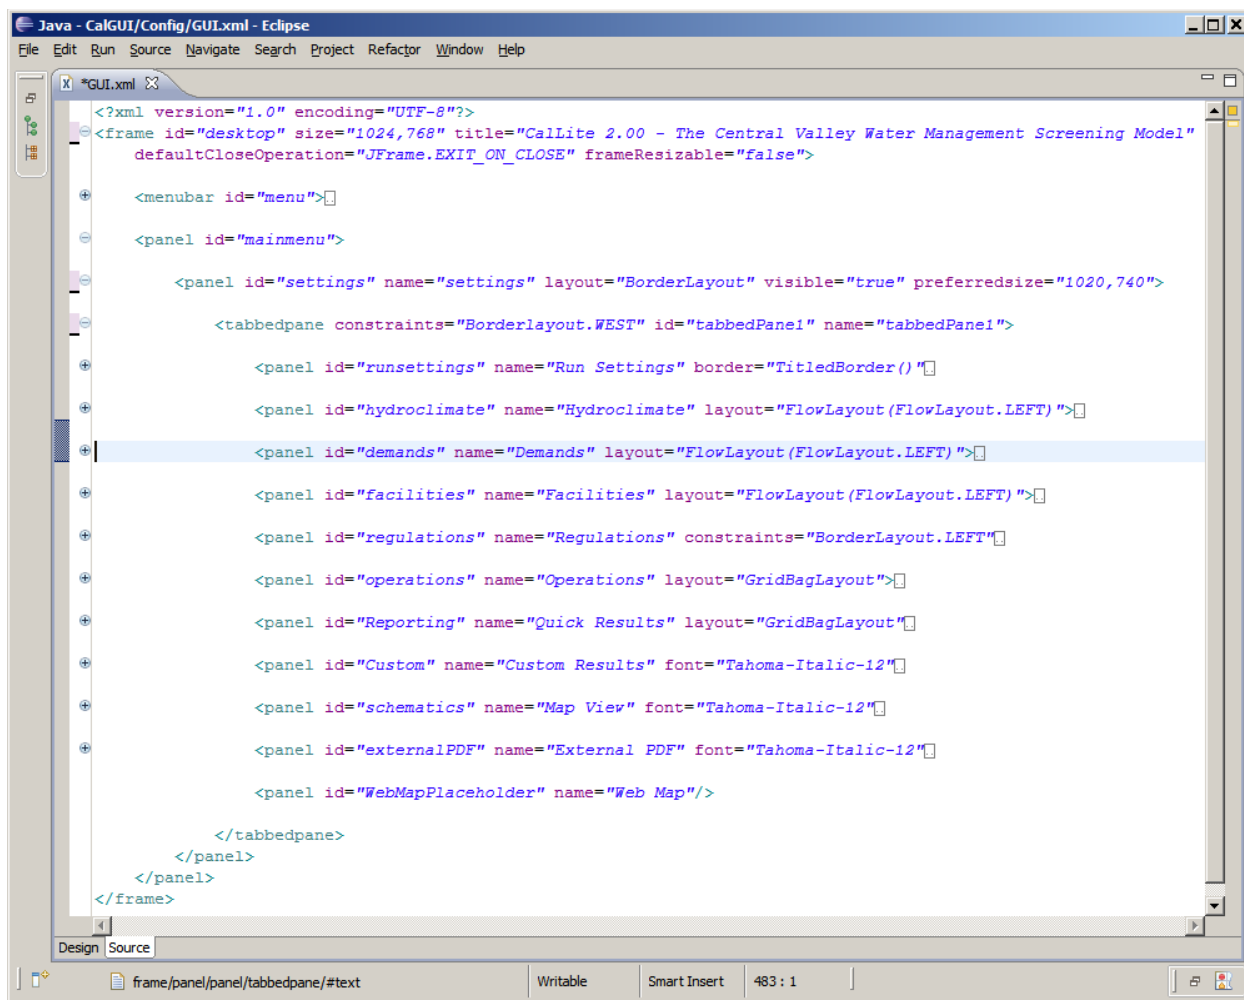 Java - CalGUI/Config/GUI.xml - Eclipse
File Edit Run Source Navigate Search Project Refactor Window Help
*GUI.xml
<?xml version="1.0" encoding="UTF-8"?>
<frame id="desktop" size="1024,768" title="CalLite 2.00 - The Central Valley Water Management Screening Model"
defaultCloseOperation="JFrame.EXIT_ON_CLOSE" frameResizable="false">
<menubar id="menu">
<panel id="mainmenu">
<panel id="settings" name="settings" layout="BorderLayout" visible="true" preferredsize="1020,740">
<tabbedpane constraints="Borderlayout.WEST" id="tabbedPane1" name="tabbedPane1">
<panel id="runsettings" name="Run Settings" border="TitledBorder()"
<panel id="hydroclimate" name="Hydroclimate" layout="FlowLayout(FlowLayout.LEFT)">
<panel id="demands" name="Demands" layout="FlowLayout(FlowLayout.LEFT)">
<panel id="facilities" name="Facilities" layout="FlowLayout(FlowLayout.LEFT)">
<panel id="regulations" name="Regulations" constraints="BorderLayout.LEFT"
<panel id="operations" name="Operations" layout="GridBagLayout">
<panel id="Reporting" name="Quick Results" layout="GridBagLayout"
<panel id="Custom" name="Custom Results" font="Tahoma-Italic-12"
<panel id="schematics" name="Map View" font="Tahoma-Italic-12"
<panel id="externalPDF" name="External PDF" font="Tahoma-Italic-12"
<panel id="WebMapPlaceholder" name="Web Map"/>
</tabbedpane>
</panel>
</panel>
</frame>
Design Source
frame/panel/panel/tabbedpane/#text Writable Smart Insert 483 : 1